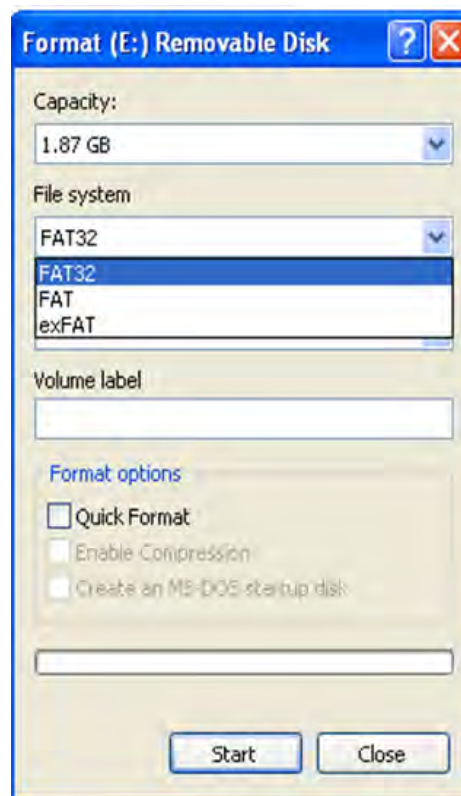 Format (E:) Removable Disk
Capacity:
1.87 GB
File system
FAT32
FAT32
FAT
exFAT
Volume label
Format options
Quick Format
Enable Compression
Create an MS-DOS startup disk
Start
Close